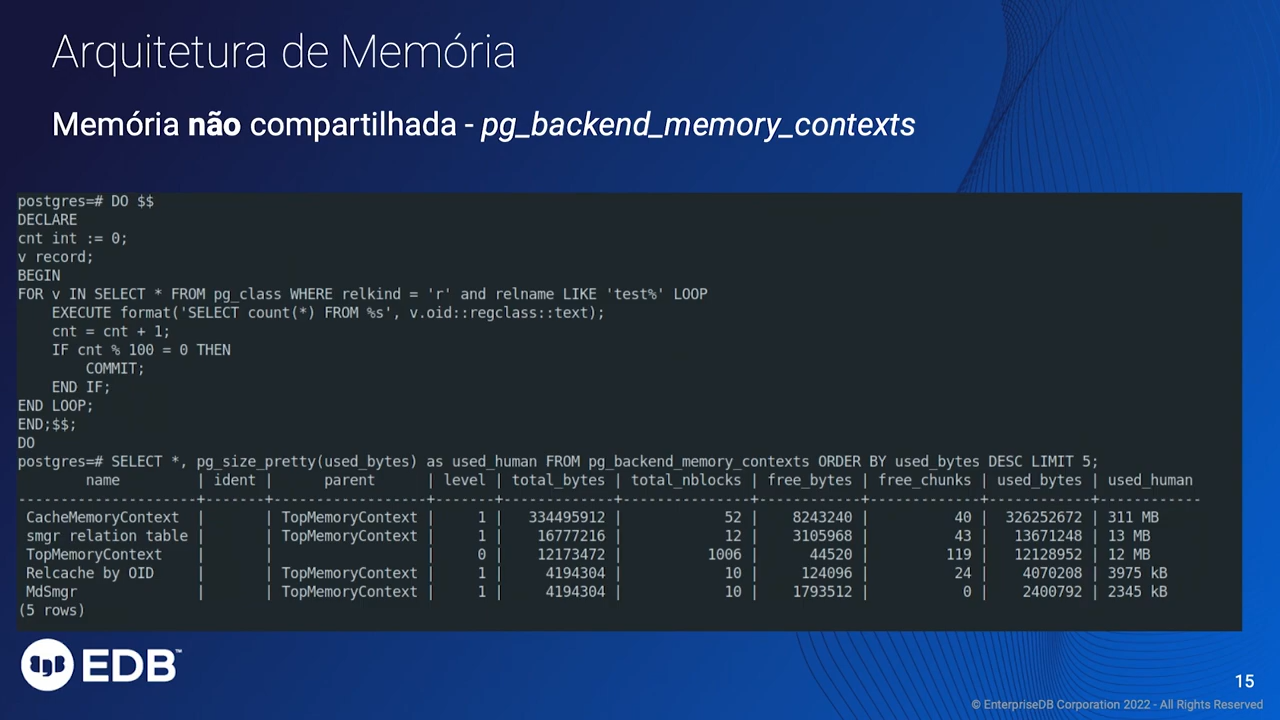 Arquitetura de Memória
Memória não compartilhada - pg_backend_memory_contexts
postgres=# DO $$
DECLARE
cnt int := 0;
v record;
BEGIN
FOR v IN SELECT * FROM pg_class WHERE relkind = 'r' and relname LIKE 'test%' LOOP
    EXECUTE format('SELECT count(*) FROM %s', v.oid::regclass::text);
    cnt = cnt + 1;
    IF cnt % 100 = 0 THEN
        COMMIT;
    END IF;
END LOOP;
END;$$;
DO
postgres=# SELECT *, pg_size_pretty(used_bytes) as used_human FROM pg_backend_memory_contexts ORDER BY used_bytes DESC LIMIT 5;
name | ident | parent | level | total_bytes | total_nblocks | free_bytes | free_chunks | used_bytes | used_human
---------------------+-------+------------------+-------+-------------+---------------+------------+-------------+------------+------------
CacheMemoryContext | | TopMemoryContext | 1 | 334495912 | 52 | 8243240 | 40 | 326252672 | 311 MB
smgr relation table | | TopMemoryContext | 1 | 16777216 | 12 | 3105968 | 43 | 13671248 | 13 MB
TopMemoryContext | | | 0 | 12173472 | 1006 | 44520 | 119 | 12128952 | 12 MB
Relcache by OID | | TopMemoryContext | 1 | 4194304 | 10 | 124096 | 24 | 4070208 | 3975 kB
MdSmgr | | TopMemoryContext | 1 | 4194304 | 10 | 1793512 | 0 | 2400792 | 2345 kB
(5 rows)
EDB™
15
© EnterpriseDB Corporation 2022 - All Rights Reserved